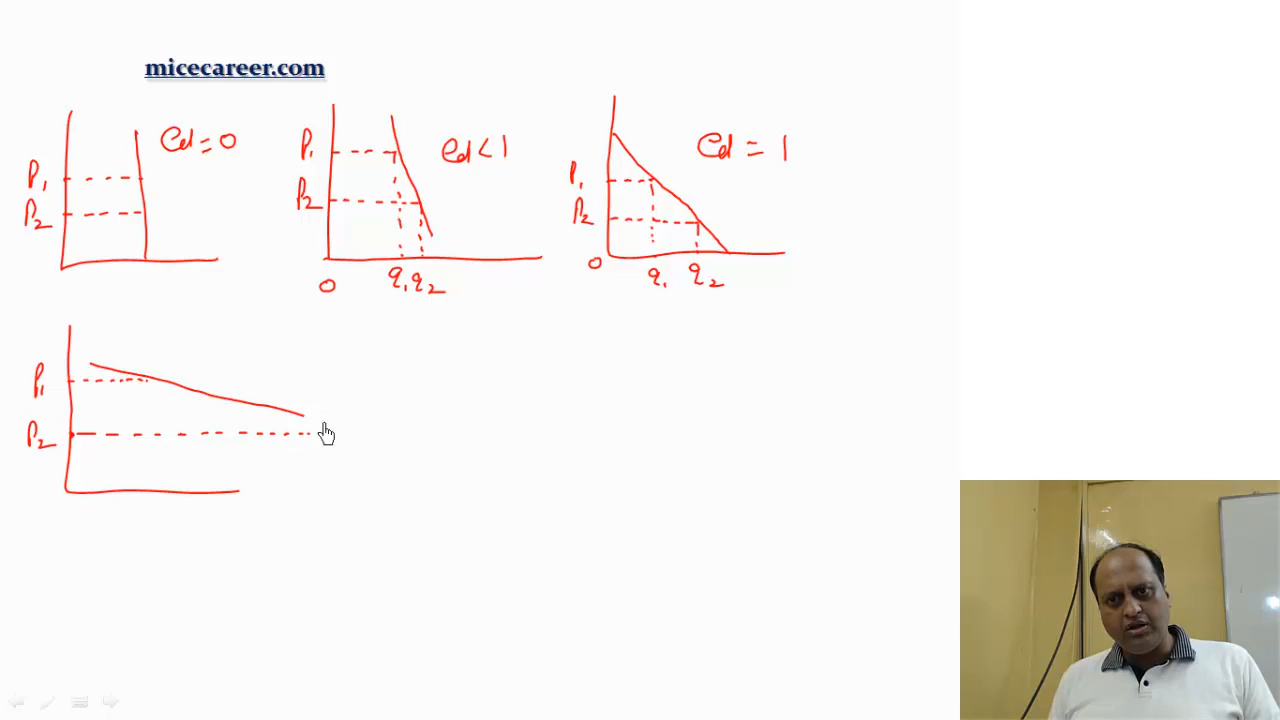 micecareer.com
P1
P2
ed = 0
P1
P2
0
q1 q2
ed < 1
P1
P2
0
q1
q2
ed = 1
P1
P2